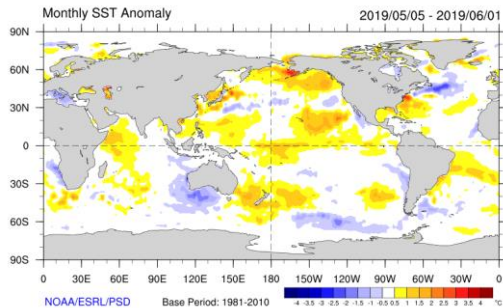 Monthly SST Anomaly 2019/05/05 - 2019/06/01
90N
60N
30N
0
30S
60S
90S
0 30E 60E 90E 120E 150E 180 150W 120W 90W 60W 30W 0
NOAA/ESRL/PSD Base Period: 1981-2010
-4 -3.5 -3 -2.5 -2 -1.5 -1 -0.5 0.5 1 1.5 2 2.5 3 3.5 4 °C